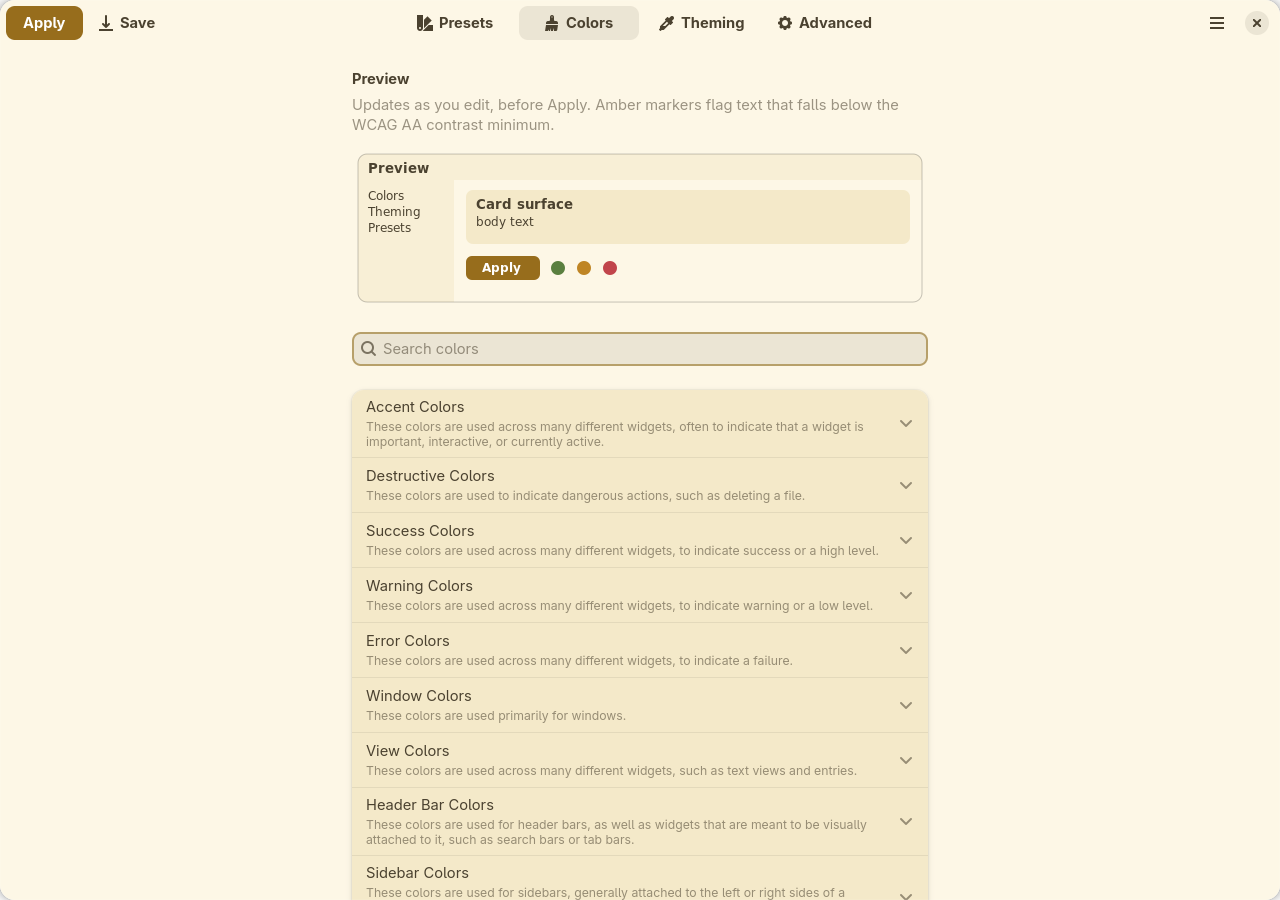 Apply
Save
Presets
Colors
Theming
Advanced
Preview
Updates as you edit, before Apply. Amber markers flag text that falls below the
WCAG AA contrast minimum.
Preview
Colors
Theming
Presets
Card surface
body text
Apply
Search colors
Accent Colors
These colors are used across many different widgets, often to indicate that a widget is
important, interactive, or currently active.
Destructive Colors
These colors are used to indicate dangerous actions, such as deleting a file.
Success Colors
These colors are used across many different widgets, to indicate success or a high level.
Warning Colors
These colors are used across many different widgets, to indicate warning or a low level.
Error Colors
These colors are used across many different widgets, to indicate a failure.
Window Colors
These colors are used primarily for windows.
View Colors
These colors are used across many different widgets, such as text views and entries.
Header Bar Colors
These colors are used for header bars, as well as widgets that are meant to be visually
attached to it, such as search bars or tab bars.
Sidebar Colors
These colors are used for sidebars, generally attached to the left or right sides of a